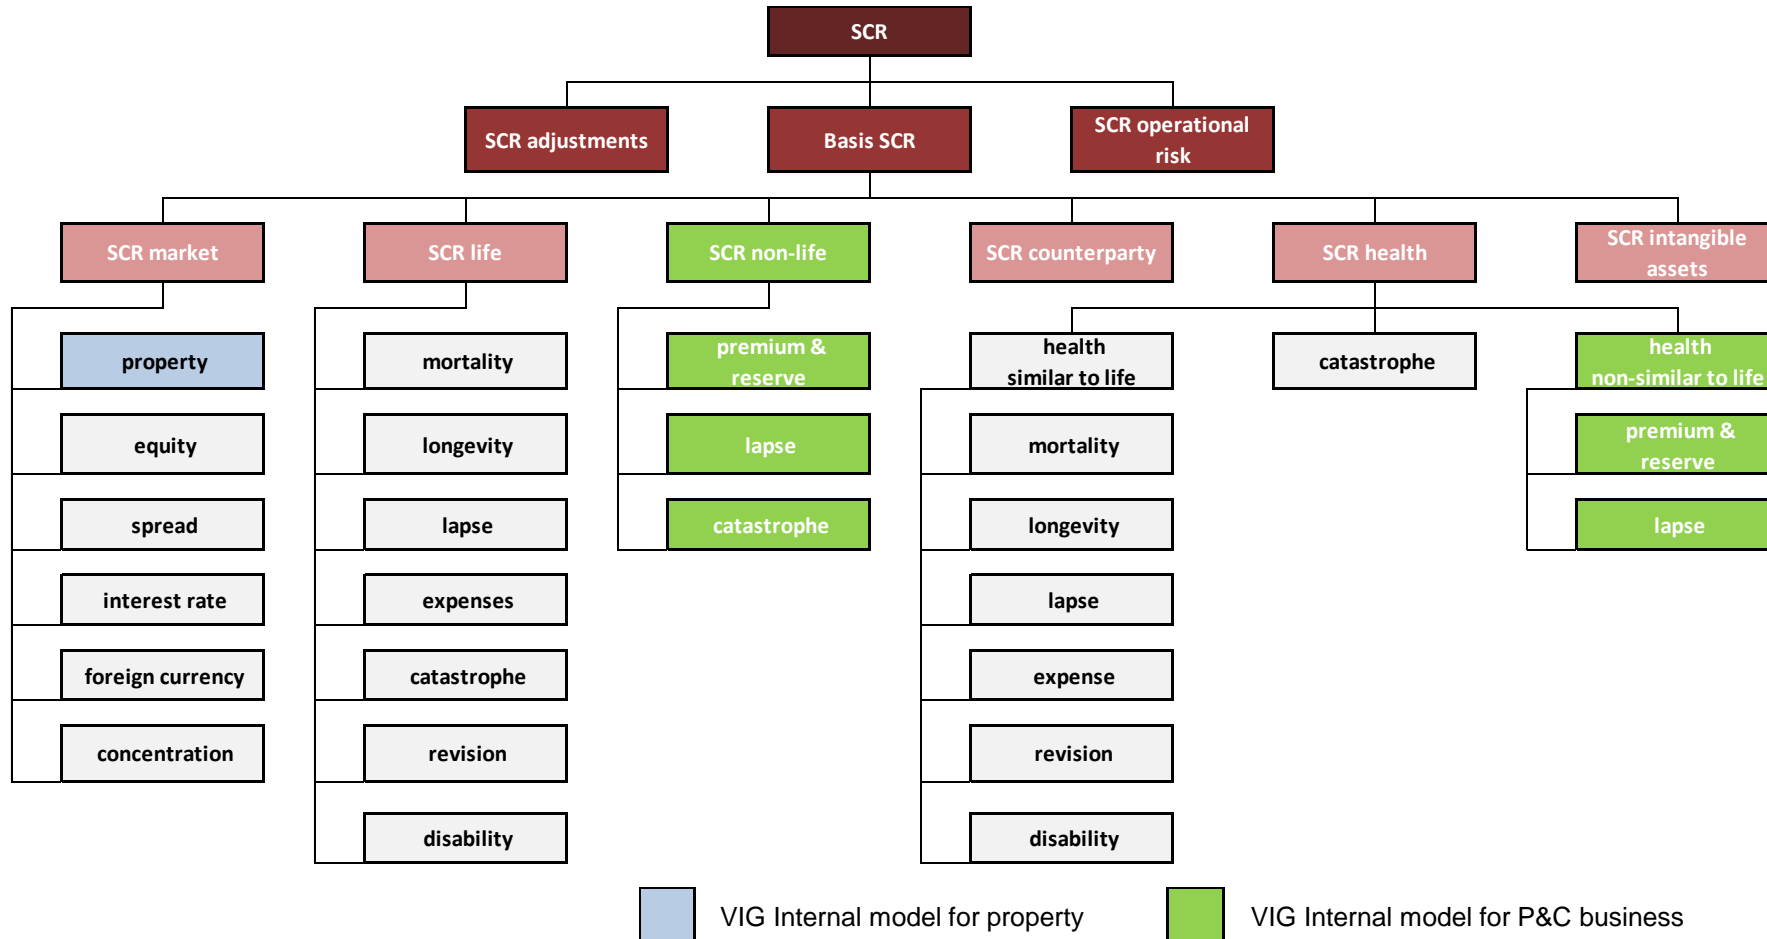 SCR
SCR adjustments
Basis SCR
SCR operational
risk
SCR market
SCR life
SCR non-life
SCR counterparty
SCR health
SCR intangible
assets
property
equity
spread
interest rate
foreign currency
concentration
mortality
longevity
lapse
expenses
catastrophe
revision
disability
premium &
reserve
lapse
catastrophe
health
similar to life
mortality
longevity
lapse
expense
revision
disability
catastrophe
health
non-similar to life
premium &
reserve
lapse
VIG Internal model for property
VIG Internal model for P&C business